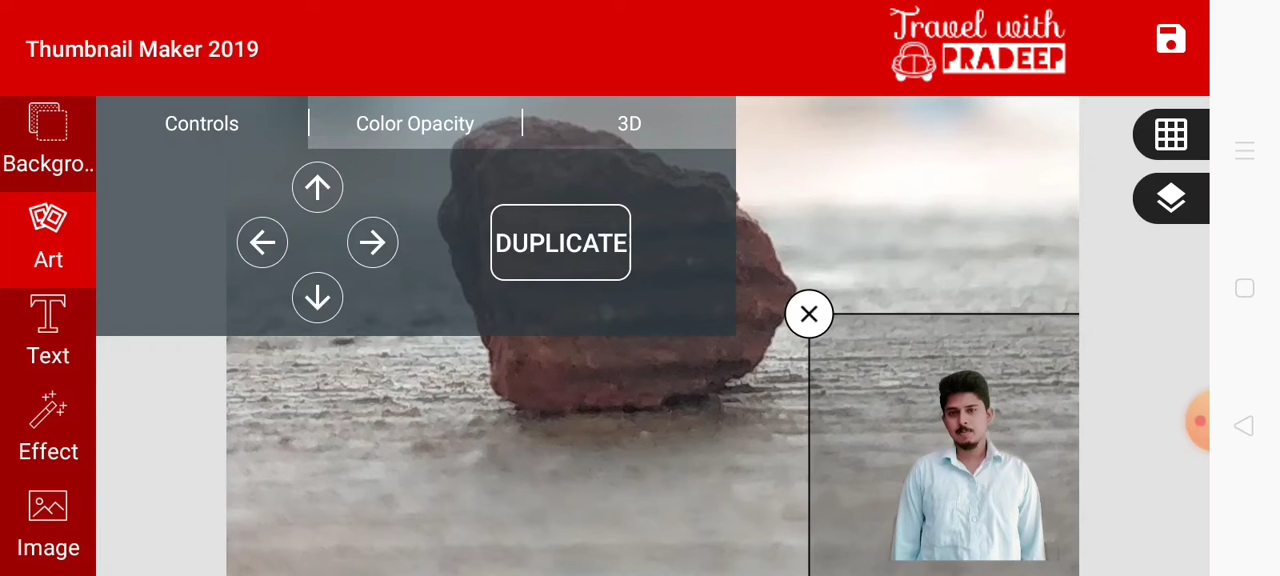 Thumbnail Maker 2019
Travel with
PRADEEP
Backgro..
Art
Text
Effect
Image
Controls
Color Opacity
3D
DUPLICATE